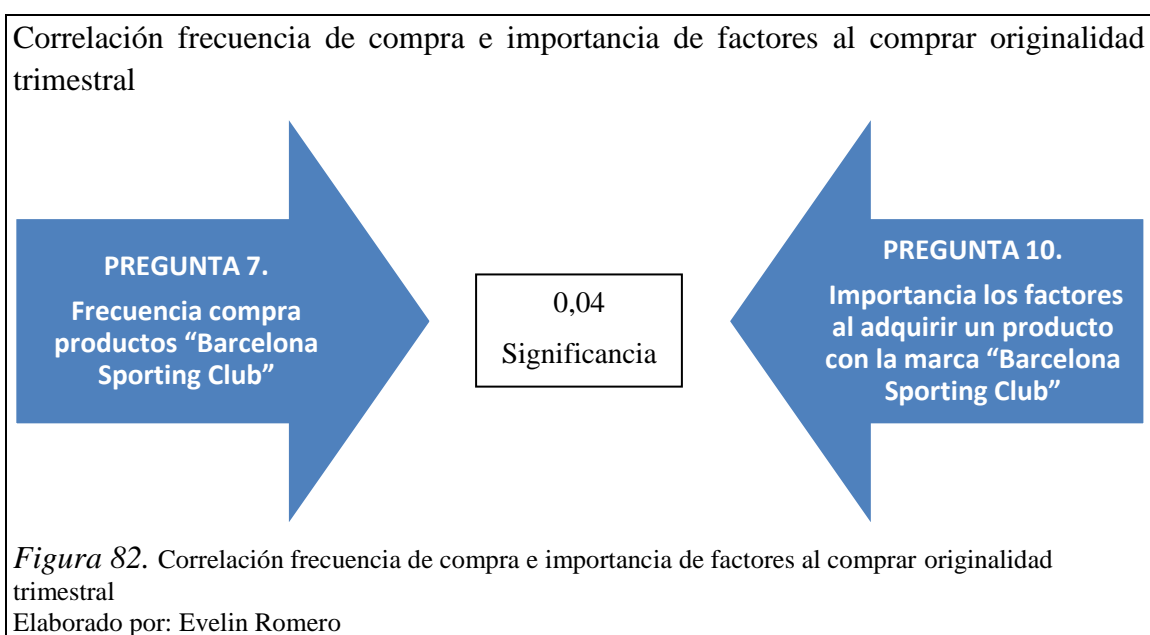 Correlación frecuencia de compra e importancia de factores al comprar originalidad
trimestral
PREGUNTA 7.
Frecuencia compra
productos “Barcelona
Sporting Club”
0,04
Significancia
PREGUNTA 10.
Importancia los factores
al adquirir un producto
con la marca “Barcelona
Sporting Club”
Figura 82. Correlación frecuencia de compra e importancia de factores al comprar originalidad
trimestral
Elaborado por: Evelin Romero